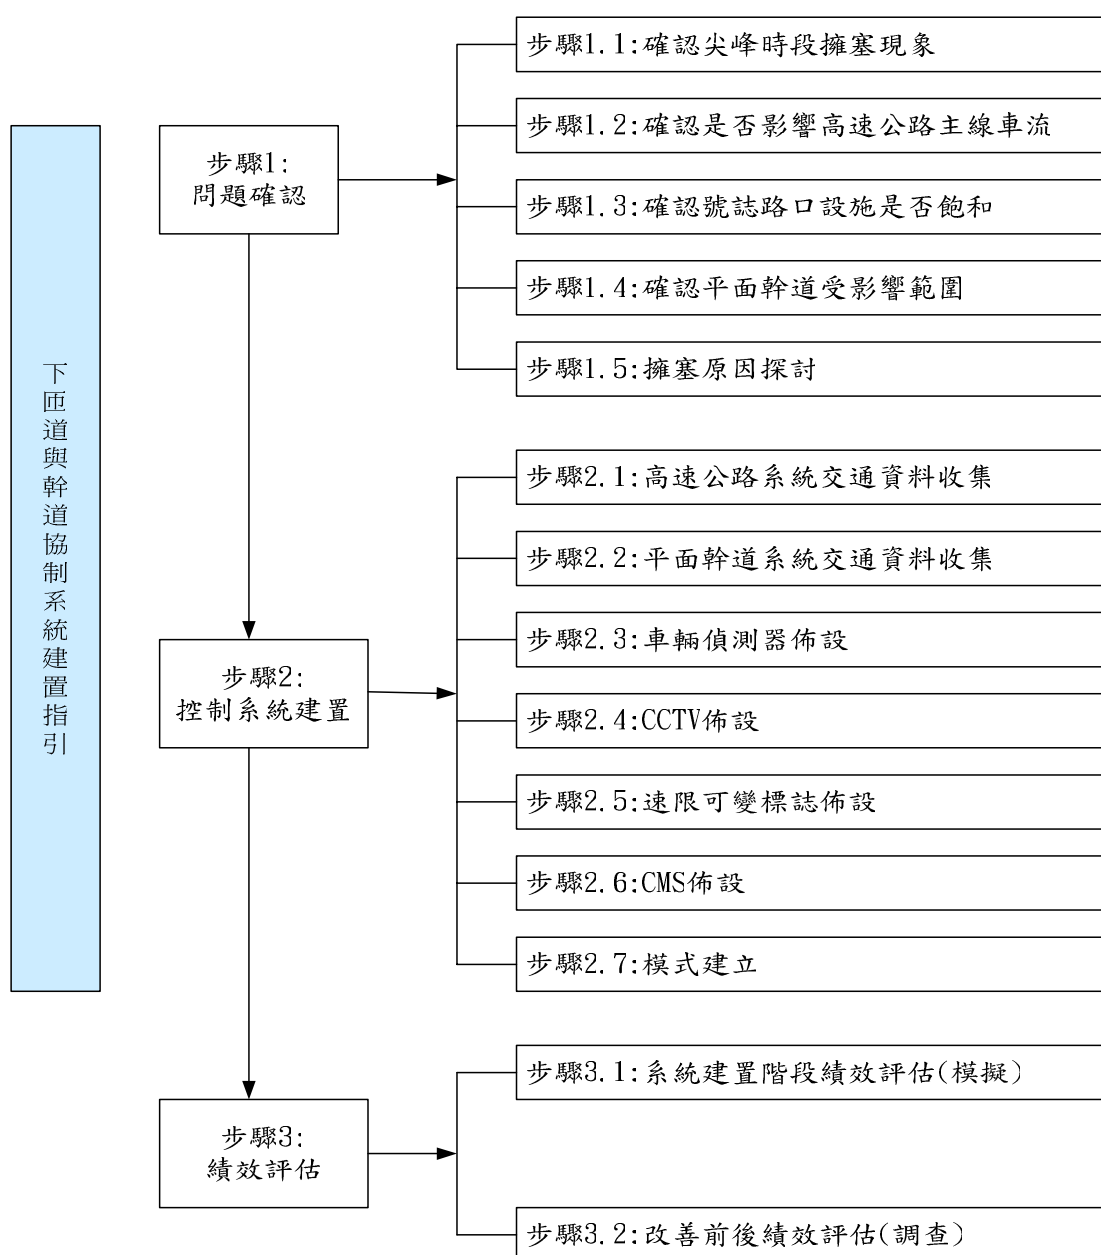 下匝道與幹道協制系統建置指引
步驟1:
問題確認
步驟1.1:確認尖峰時段擁塞現象
步驟1.2:確認是否影響高速公路主線車流
步驟1.3:確認號誌路口設施是否飽和
步驟1.4:確認平面幹道受影響範圍
步驟1.5:擁塞原因探討
步驟2:
控制系統建置
步驟2.1:高速公路系統交通資料收集
步驟2.2:平面幹道系統交通資料收集
步驟2.3:車輛偵測器佈設
步驟2.4:CCTV佈設
步驟2.5:速限可變標誌佈設
步驟2.6:CMS佈設
步驟2.7:模式建立
步驟3:
績效評估
步驟3.1:系統建置階段績效評估(模擬)
步驟3.2:改善前後績效評估(調查)